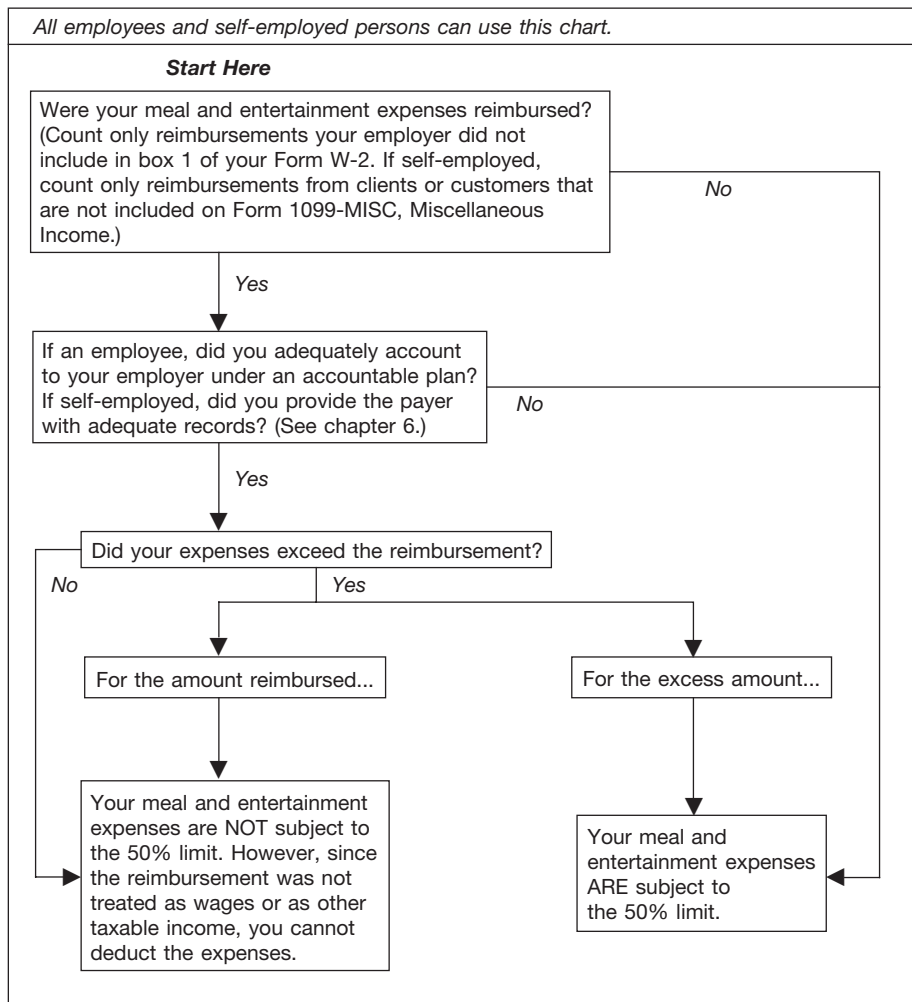 All employees and self-employed persons can use this chart.
Start Here
Were your meal and entertainment expenses reimbursed?
(Count only reimbursements your employer did not
include in box 1 of your Form W-2. If self-employed,
count only reimbursements from clients or customers that
are not included on Form 1099-MISC, Miscellaneous
Income.)
No
Yes
If an employee, did you adequately account
to your employer under an accountable plan?
If self-employed, did you provide the payer
with adequate records? (See chapter 6.)
No
Yes
Did your expenses exceed the reimbursement?
No
Yes
For the amount reimbursed...
For the excess amount...
Your meal and entertainment
expenses are NOT subject to
the 50% limit. However, since
the reimbursement was not
treated as wages or as other
taxable income, you cannot
deduct the expenses.
Your meal and
entertainment expenses
ARE subject to
the 50% limit.